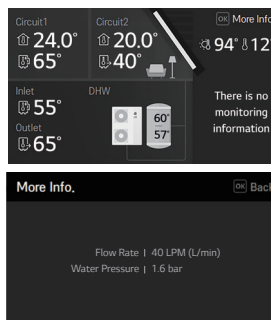 Circuit1 Circuit2 OK More Info
24.0° 20.0° 94° 12°
65° 40°
Inlet DHW
55° 60°
57°
Outlet
65°
There is no
monitoring
information
More Info. OK Back
Flow Rate | 40 LPM (L/min)
Water Pressure | 1.6 bar